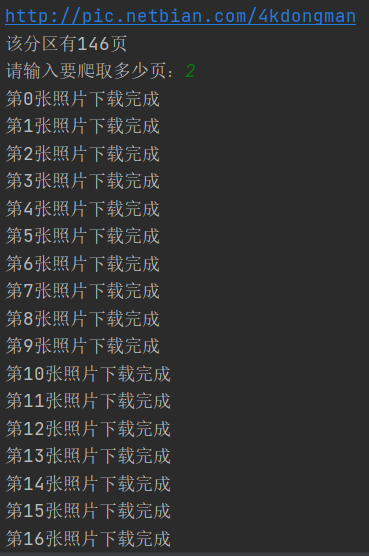 http://pic.netbian.com/4kdongman
该分区有146页
请输入要爬取多少页：2
第0张照片下载完成
第1张照片下载完成
第2张照片下载完成
第3张照片下载完成
第4张照片下载完成
第5张照片下载完成
第6张照片下载完成
第7张照片下载完成
第8张照片下载完成
第9张照片下载完成
第10张照片下载完成
第11张照片下载完成
第12张照片下载完成
第13张照片下载完成
第14张照片下载完成
第15张照片下载完成
第16张照片下载完成